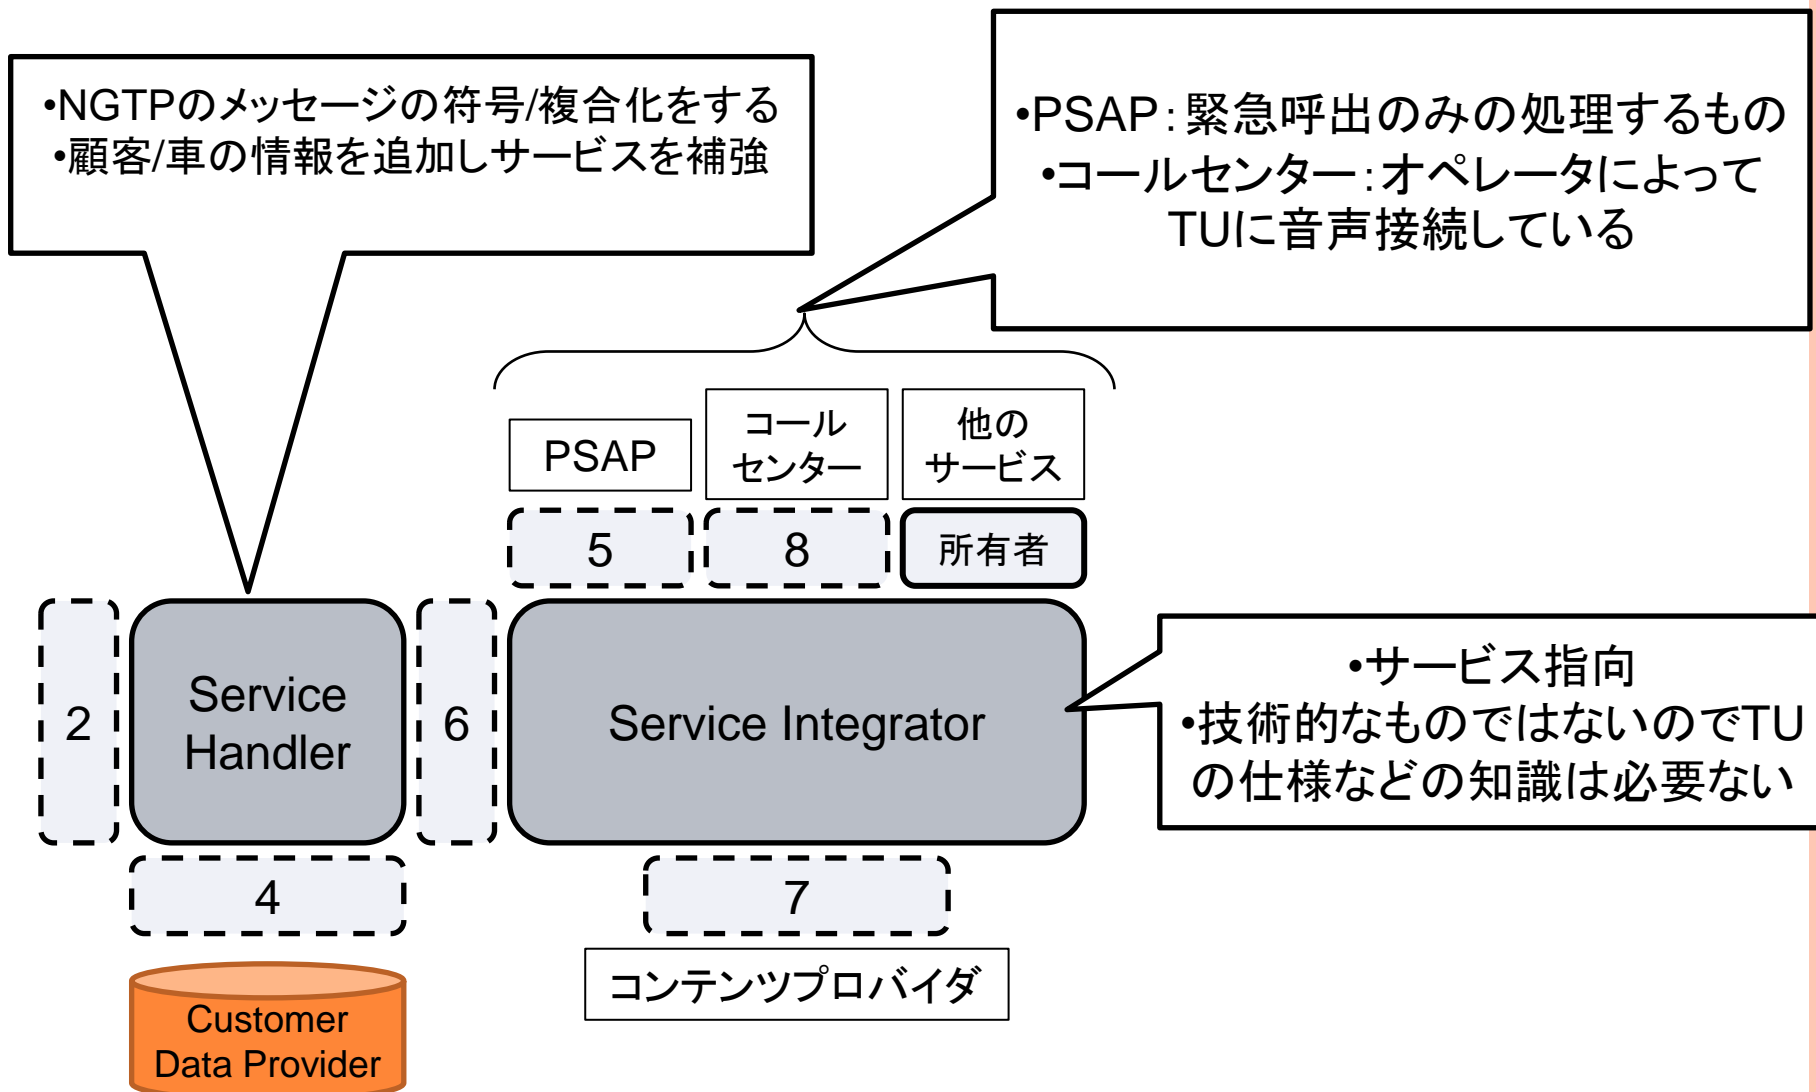 •NGTPのメッセージの符号/複合化をする
•顧客/車の情報を追加しサービスを補強
•PSAP：緊急呼出のみの処理するもの
•コールセンター：オペレータによって
TUに音声接続している
PSAP
コール
センター
他の
サービス
5
8
所有者
2
Service
Handler
6
Service Integrator
•サービス指向
•技術的なものではないのでTU
の仕様などの知識は必要ない
4
7
コンテンツプロバイダ
Customer
Data Provider